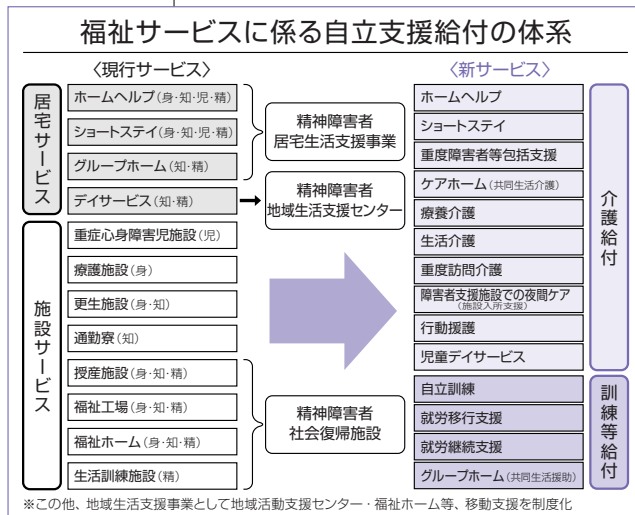 福祉サービスに係る自立支援給付の体系
〈現行サービス〉
居宅サービス
ホームヘルプ(身・知・児・精)
ショートステイ(身・知・児・精)
グループホーム(知・精)
デイサービス(知・精)
施設サービス
重症心身障害児施設(児)
療護施設(身)
更生施設(身・知)
通勤寮(知)
授産施設(身・知・精)
福祉工場(身・知・精)
福祉ホーム(身・知・精)
生活訓練施設(精)
精神障害者
居宅生活支援事業
精神障害者
地域生活支援センター
精神障害者
社会復帰施設
〈新サービス〉
ホームヘルプ
ショートステイ
重度障害者等包括支援
ケアホーム(共同生活介護)
療養介護
生活介護
重度訪問介護
障害者支援施設での夜間ケア
(施設入所支援)
行動援護
児童デイサービス
介護給付
自立訓練
就労移行支援
就労継続支援
グループホーム(共同生活援助)
訓練等給付
※この他、地域生活支援事業として地域活動支援センター・福祉ホーム等、移動支援を制度化